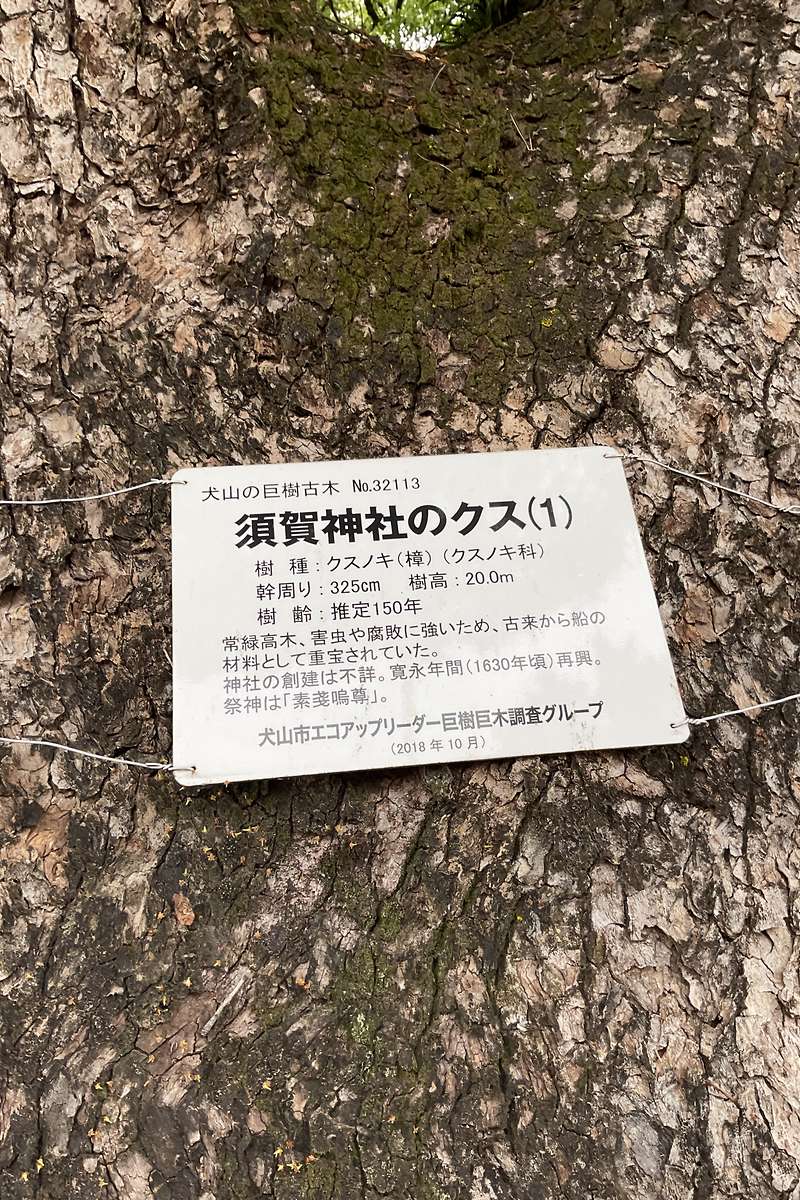 犬山の巨樹古木 No.32113
須賀神社のクス(1)
樹 種：クスノキ（樟）（クスノキ科）
幹周り：325cm 樹高：20.0m
樹 齢：推定150年
常緑高木、害虫や腐敗に強いため、古来から船の
材料として重宝されていた。
神社の創建は不詳。寛永年間（1630年頃）再興。
祭神は「素戔嗚尊」。
犬山市エコアップリーダー巨樹巨木調査グループ
（2018年10月）